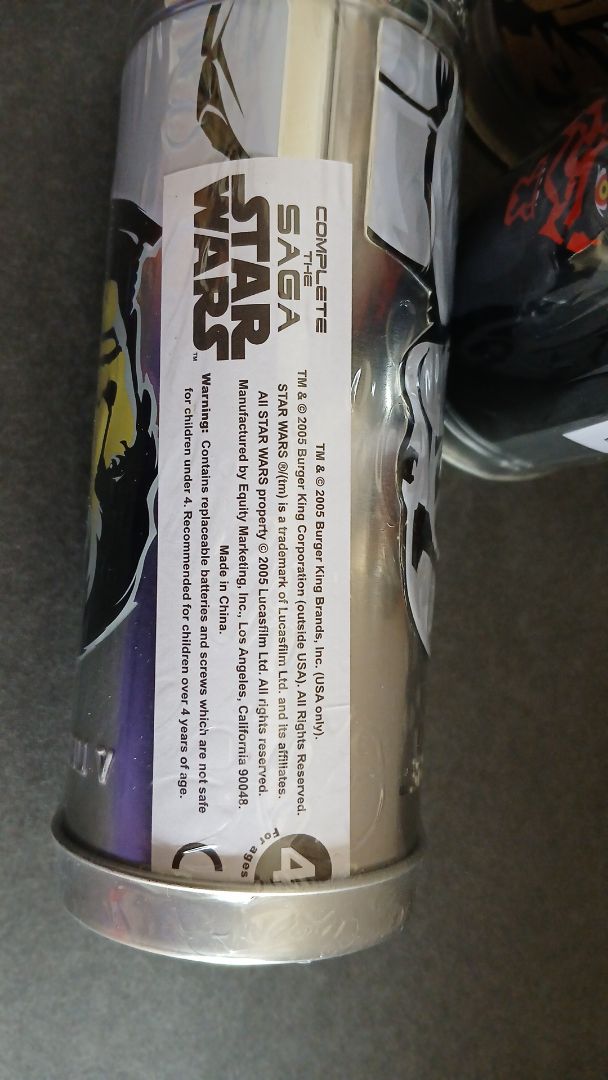 COMPLETE
THE
SAGA
STAR
WARS
TM
TM & © 2005 Burger King Brands, Inc. (USA only).
TM & © 2005 Burger King Corporation (outside USA). All Rights Reserved.
STAR WARS ®/(tm) is a trademark of Lucasfilm Ltd. and its affiliates.
All STAR WARS property © 2005 Lucasfilm Ltd. All rights reserved.
Manufactured by Equity Marketing, Inc., Los Angeles, California 90048.
Made in China.
Warning: Contains replaceable batteries and screws which are not safe
for children under 4. Recommended for children over 4 years of age.
For ages
4